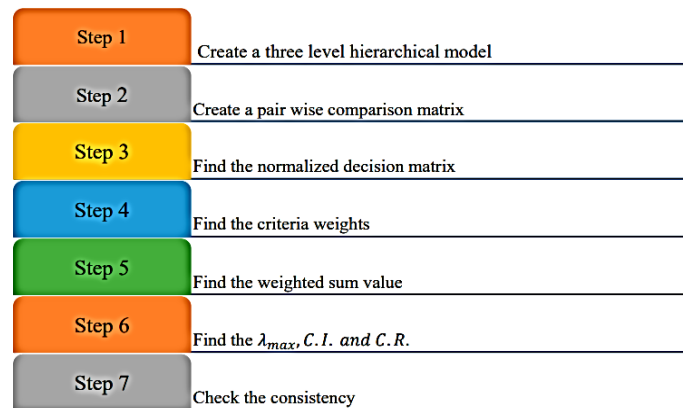 Step 1
Create a three level hierarchical model
Step 2
Create a pair wise comparison matrix
Step 3
Find the normalized decision matrix
Step 4
Find the criteria weights
Step 5
Find the weighted sum value
Step 6
Find the λmax, C.I. and C.R.
Step 7
Check the consistency